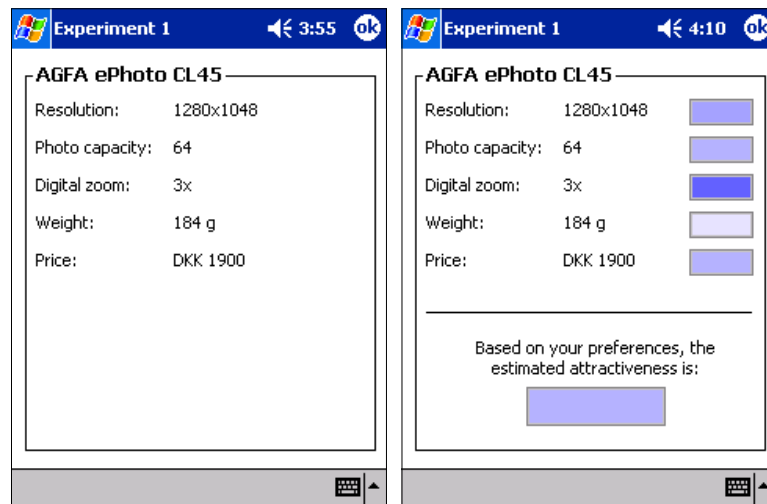 Experiment 1 3:55 ok
AGFA ePhoto CL45
Resolution: 1280x1048
Photo capacity: 64
Digital zoom: 3x
Weight: 184 g
Price: DKK 1900
Experiment 1 4:10 ok
AGFA ePhoto CL45
Resolution: 1280x1048
Photo capacity: 64
Digital zoom: 3x
Weight: 184 g
Price: DKK 1900
Based on your preferences, the
estimated attractiveness is: